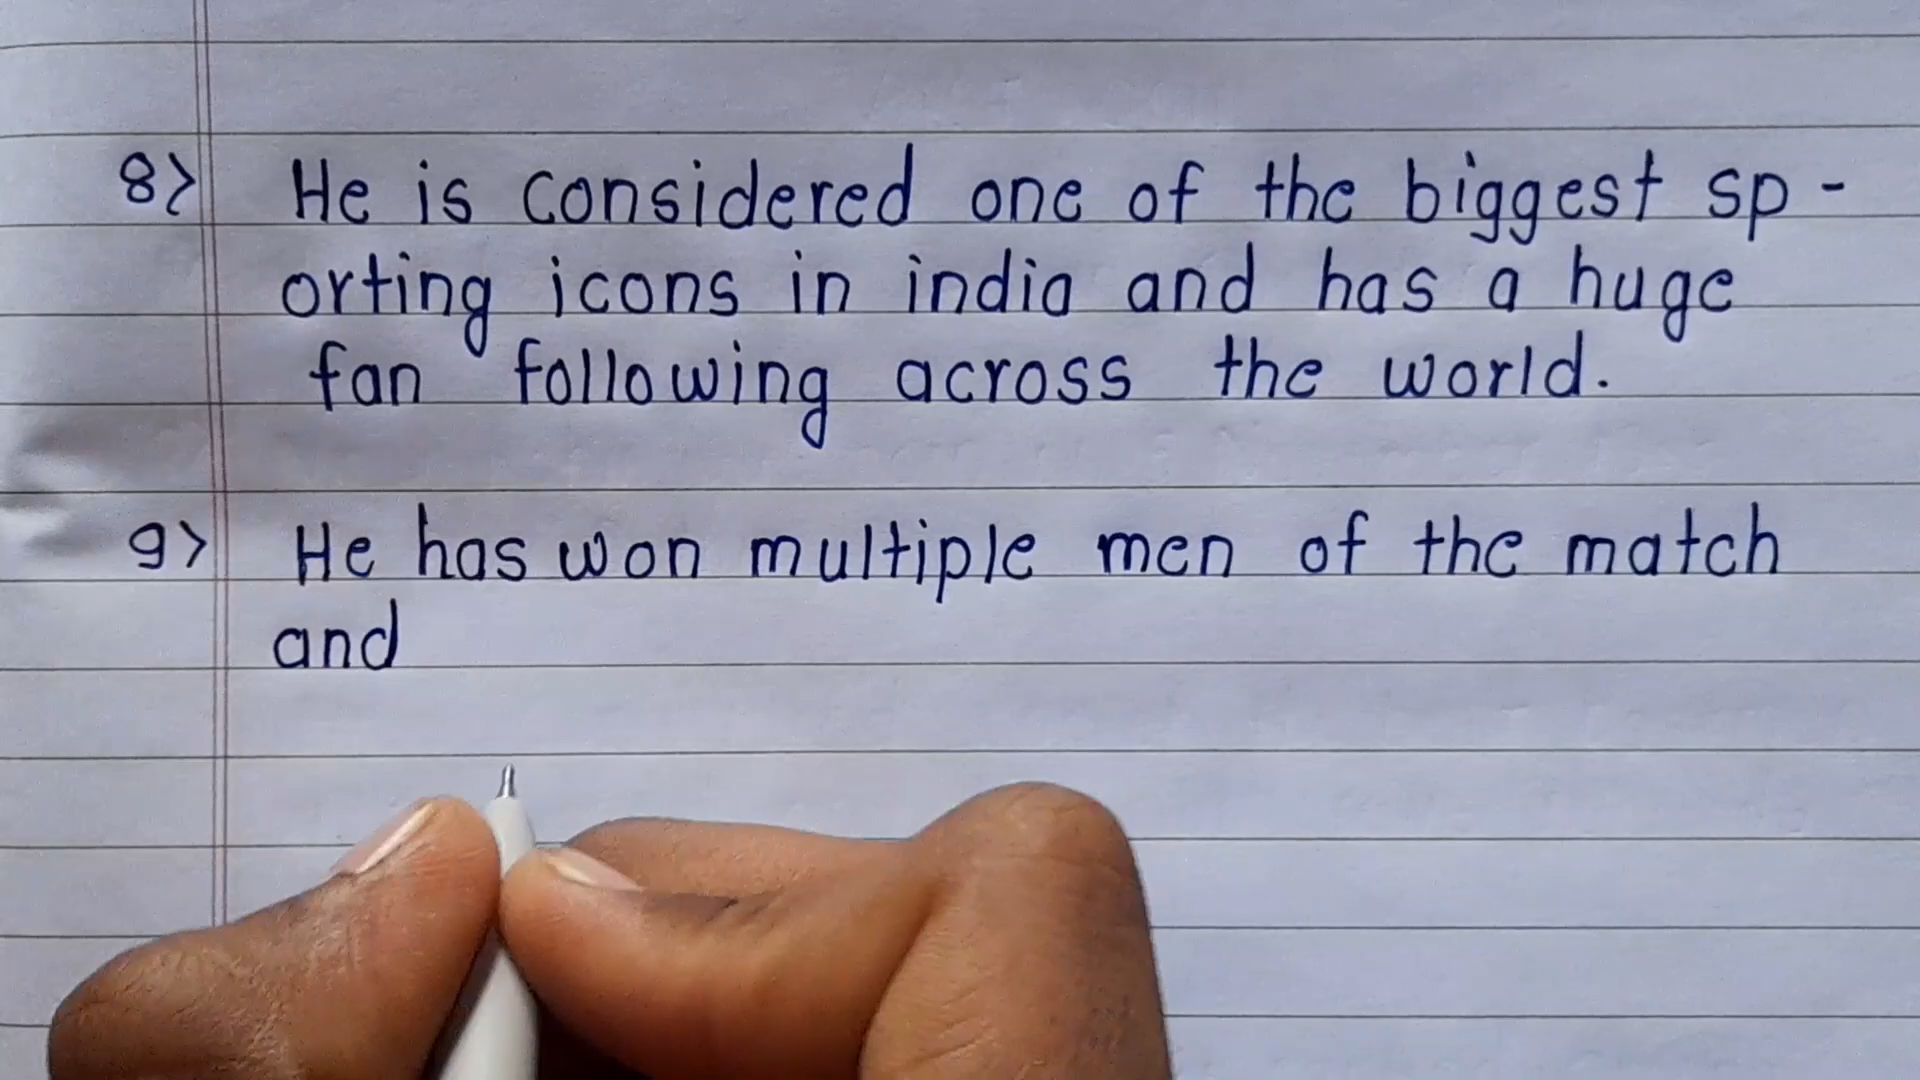 8> He is considered one of the biggest sp-
orting icons in india and has a huge
fan following across the world.
9> He has won multiple men of the match
and